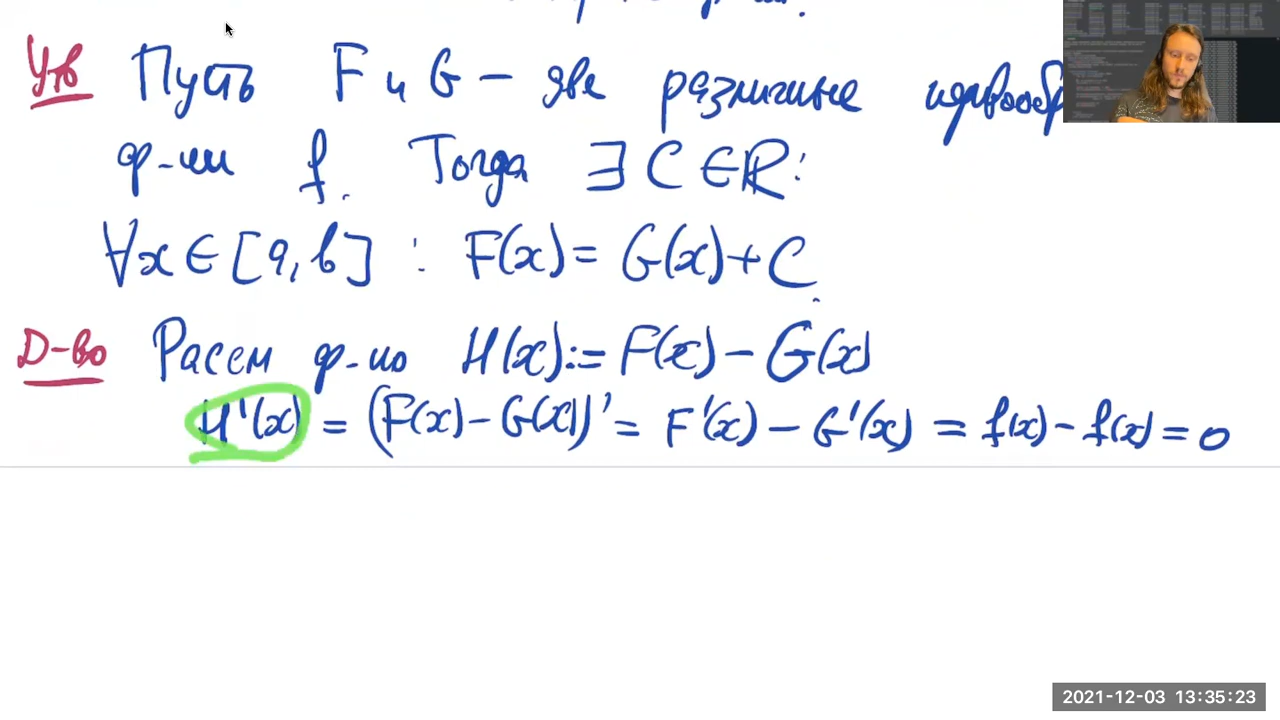 Утв Пусть F и G – две различные первообр
ф-ии f. Тогда ∃ C ∈ ℝ:
∀x ∈ [a, b] : F(x) = G(x) + C.
Д-во Рассм ф-ию H(x) := F(x) – G(x)
H'(x) = (F(x) – G(x))' = F'(x) – G'(x) = f(x) – f(x) = 0
2021-12-03 13:35:23